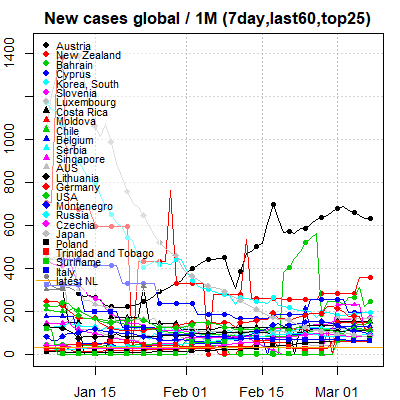 New cases global / 1M (7day,last60,top25)
Austria
New Zealand
Bahrain
Cyprus
Korea, South
Slovenia
Luxembourg
Costa Rica
Moldova
Chile
Belgium
Serbia
Singapore
AUS
Lithuania
Germany
USA
Montenegro
Russia
Czechia
Japan
Poland
Trinidad and Tobago
Suriname
Italy
latest NL
0
200
400
600
800
1000
1400
Jan 15
Feb 01
Feb 15
Mar 01